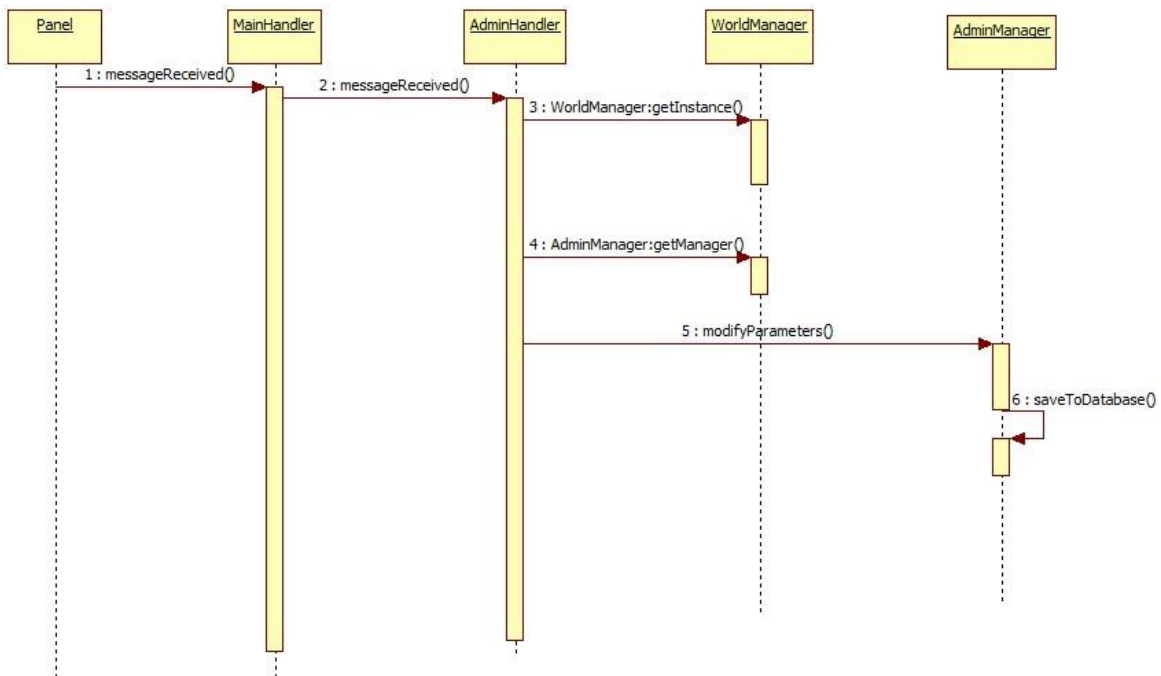 Panel
MainHandler
AdminHandler
WorldManager
AdminManager
1 : messageReceived()
2 : messageReceived()
3 : WorldManager:getInstance()
4 : AdminManager:getManager()
5 : modifyParameters()
6 : saveToDatabase()